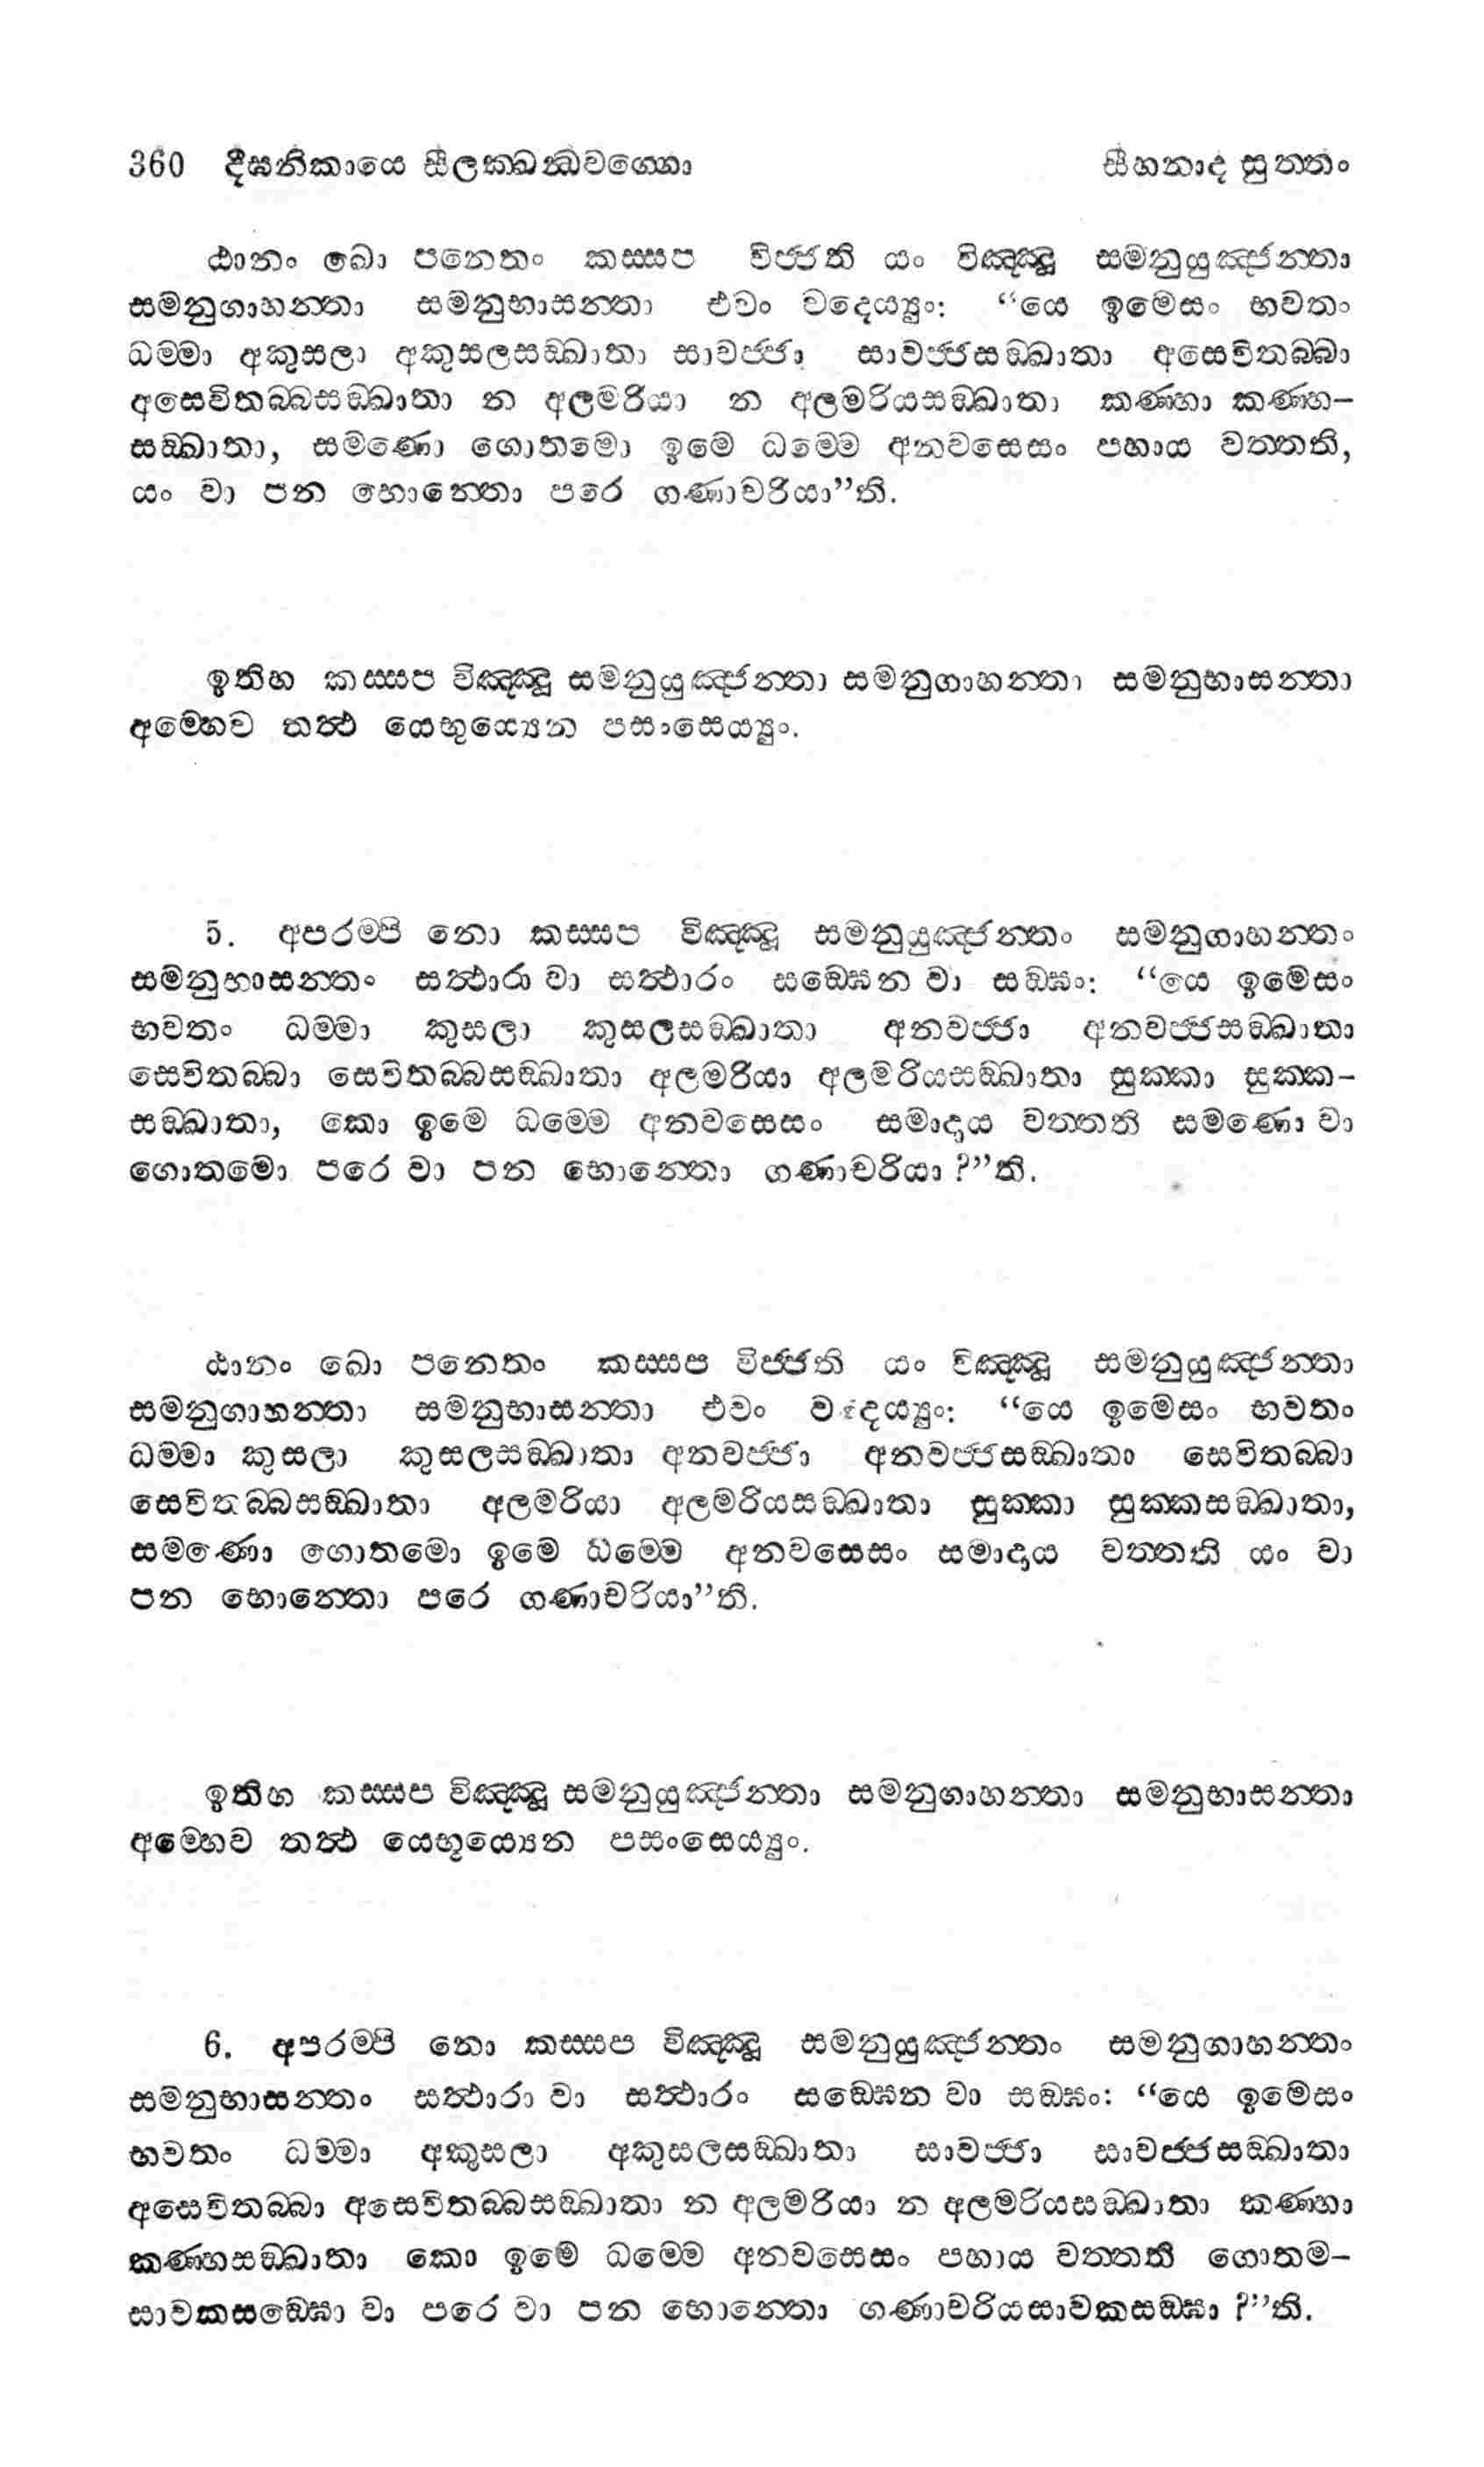 360 දීඝනිකායෙ සීලක්ඛන්ධවග්ගො සීහනාද සුත්තං
ඨානං ඛො පනෙතං කස්සප විජ්ජති යං විඤ්ඤූ සමනුයුඤ්ජන්තා
සමනුගාහන්තා සමනුභාසන්තා එවං වදෙය්‍යුං: “යෙ ඉමෙසං භවතං
ධම්මා අකුසලා අකුසලසඞ්ඛාතා සාවජ්ජා සාවජ්ජසඞ්ඛාතා අසෙවිතබ්බා
අසෙවිතබ්බසඞ්ඛාතා න අලමරියා න අලමරියසඞ්ඛාතා කණ්හා කණ්හ-
සඞ්ඛාතා, සමණො ගොතමො ඉමෙ ධම්මෙ අනවසෙසං පහාය වත්තති,
යං වා පන භොන්තො පරෙ ගණාචරියා”ති.
ඉතිහ කස්සප විඤ්ඤූ සමනුයුඤ්ජන්තා සමනුගාහන්තා සමනුභාසන්තා
අම්හෙව තත්ථ යෙභූය්‍යෙන පසංසෙය්‍යුං.
5. අපරම්පි නො කස්සප විඤ්ඤූ සමනුයුඤ්ජන්තං සමනුගාහන්තං
සමනුභාසන්තං සත්ථාරා වා සත්ථාරං සඞ්ඝෙන වා සඞ්ඝං: “යෙ ඉමෙසං
භවතං ධම්මා කුසලා කුසලසඞ්ඛාතා අනවජ්ජා අනවජ්ජසඞ්ඛාතා
සෙවිතබ්බා සෙවිතබ්බසඞ්ඛාතා අලමරියා අලමරියසඞ්ඛාතා සුක්කා සුක්ක-
සඞ්ඛාතා, කො ඉමෙ ධම්මෙ අනවසෙසං සමාදාය වත්තති සමණො වා
ගොතමො පරෙ වා පන භොන්තො ගණාචරියා ?”ති.
ඨානං ඛො පනෙතං කස්සප විජ්ජති යං විඤ්ඤූ සමනුයුඤ්ජන්තා
සමනුගාහන්තා සමනුභාසන්තා එවං වදෙය්‍යුං: “යෙ ඉමෙසං භවතං
ධම්මා කුසලා කුසලසඞ්ඛාතා අනවජ්ජා අනවජ්ජසඞ්ඛාතා සෙවිතබ්බා
සෙවිතබ්බසඞ්ඛාතා අලමරියා අලමරියසඞ්ඛාතා සුක්කා සුක්කසඞ්ඛාතා,
සමණො ගොතමො ඉමෙ ධම්මෙ අනවසෙසං සමාදාය වත්තති යං වා
පන භොන්තො පරෙ ගණාචරියා”ති.
ඉතිහ කස්සප විඤ්ඤූ සමනුයුඤ්ජන්තා සමනුගාහන්තා සමනුභාසන්තා
අම්හෙව තත්ථ යෙභූය්‍යෙන පසංසෙය්‍යුං.
6. අපරම්පි නො කස්සප විඤ්ඤූ සමනුයුඤ්ජන්තං සමනුගාහන්තං
සමනුභාසන්තං සත්ථාරා වා සත්ථාරං සඞ්ඝෙන වා සඞ්ඝං: “යෙ ඉමෙසං
භවතං ධම්මා අකුසලා අකුසලසඞ්ඛාතා සාවජ්ජා සාවජ්ජසඞ්ඛාතා
අසෙවිතබ්බා අසෙවිතබ්බසඞ්ඛාතා න අලමරියා න අලමරියසඞ්ඛාතා කණ්හා
කණ්හසඞ්ඛාතා කො ඉමෙ ධම්මෙ අනවසෙසං පහාය වත්තති ගොතම-
සාවකසඞ්ඝො වා පරෙ වා පන භොන්තො ගණාචරියසාවකසඞ්ඝා ?”ති.